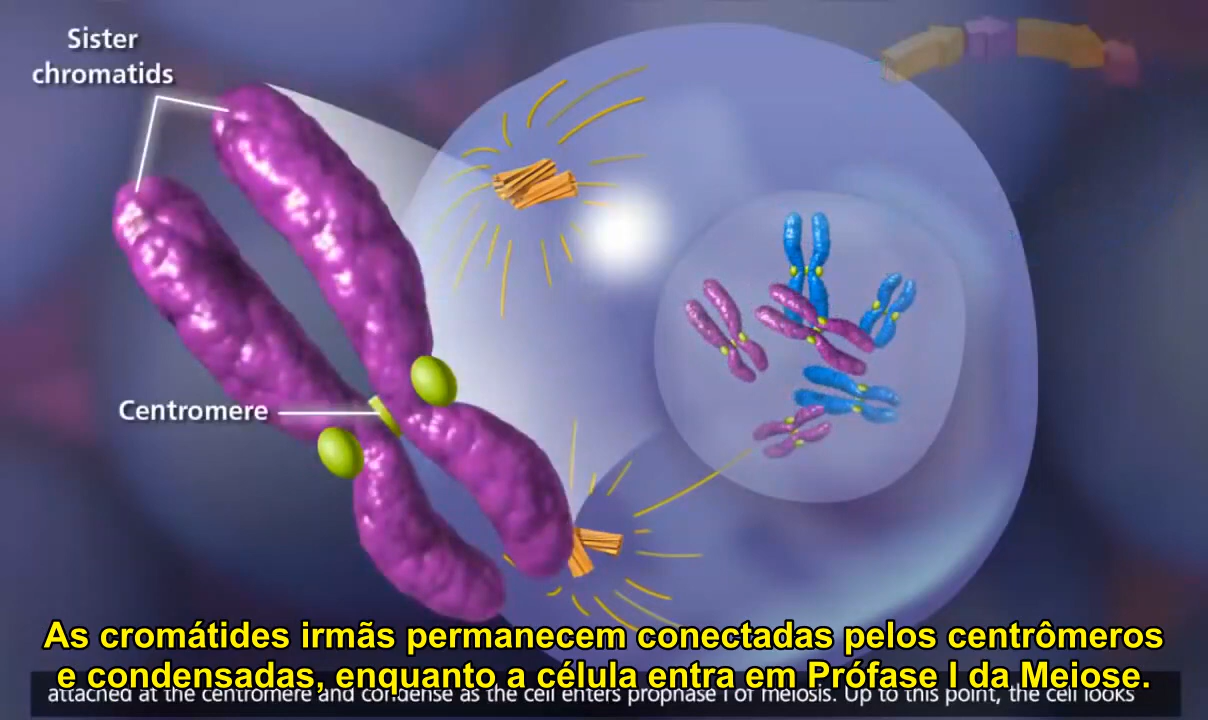 Sister
chromatids
Centromere
As cromátides irmãs permanecem conectadas pelos centrômeros
e condensadas, enquanto a célula entra em Prófase I da Meiose.
attached at the centromere and condense as the cell enters prophase I of meiosis. Up to this point, the cell looks